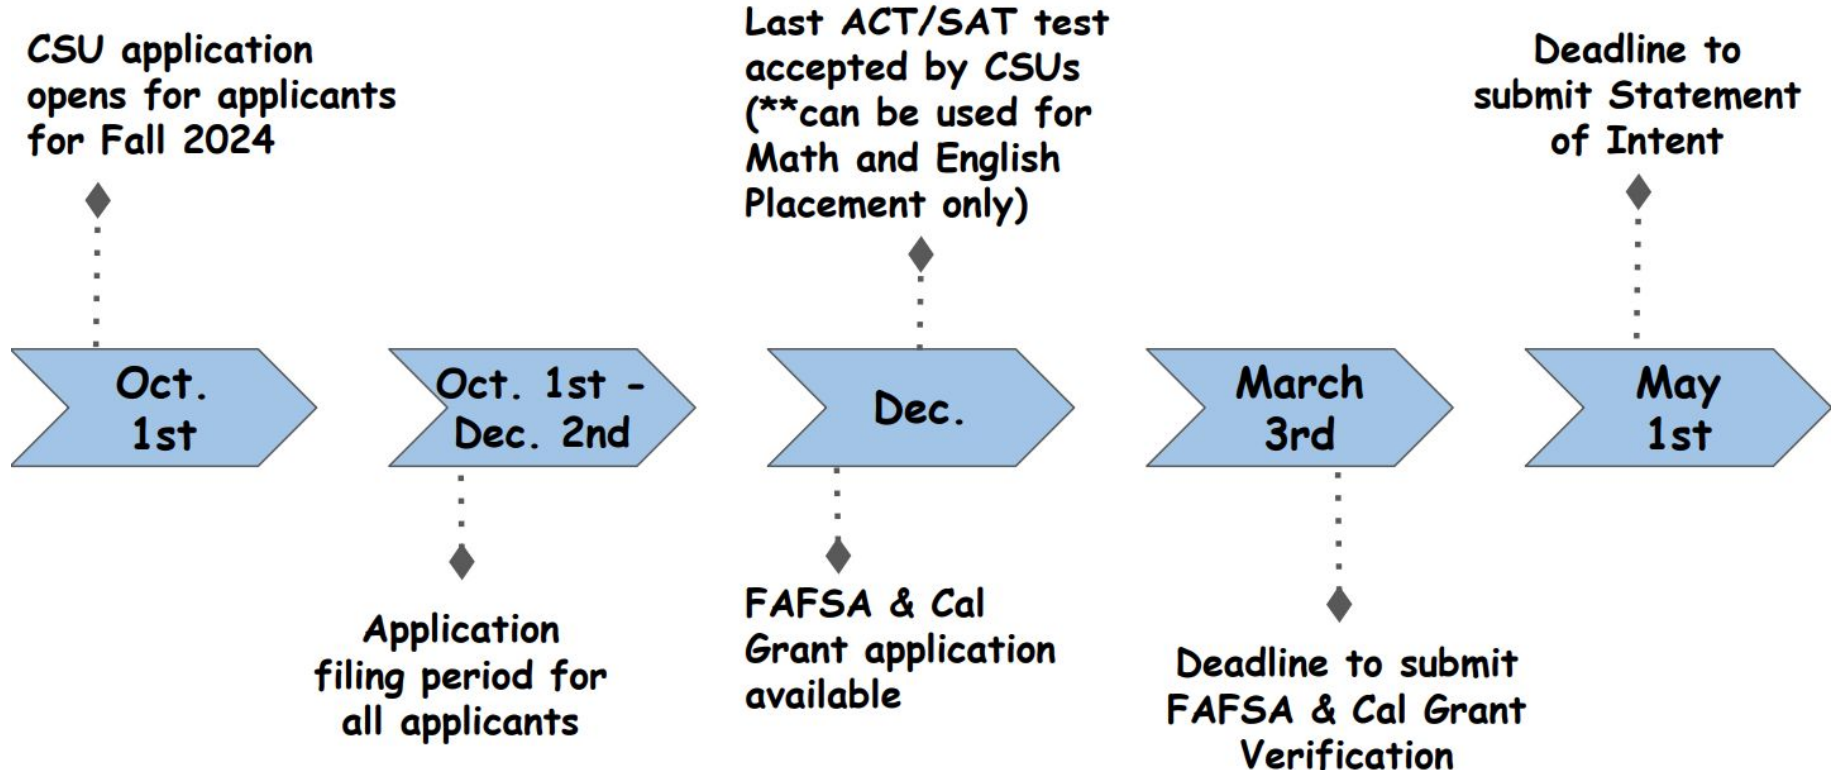 CSU application
opens for applicants
for Fall 2024
Last ACT/SAT test
accepted by CSUs
(**can be used for
Math and English
Placement only)
Deadline to
submit Statement
of Intent
Oct.
1st
Oct. 1st -
Dec. 2nd
Dec.
March
3rd
May
1st
Application
filing period for
all applicants
FAFSA & Cal
Grant application
available
Deadline to submit
FAFSA & Cal Grant
Verification